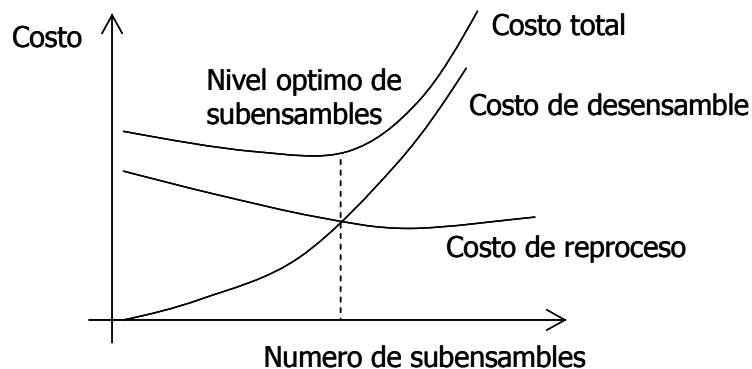 Costo
Costo total
Nivel optimo de
subensambles
Costo de desensamble
Costo de reproceso
Numero de subensambles